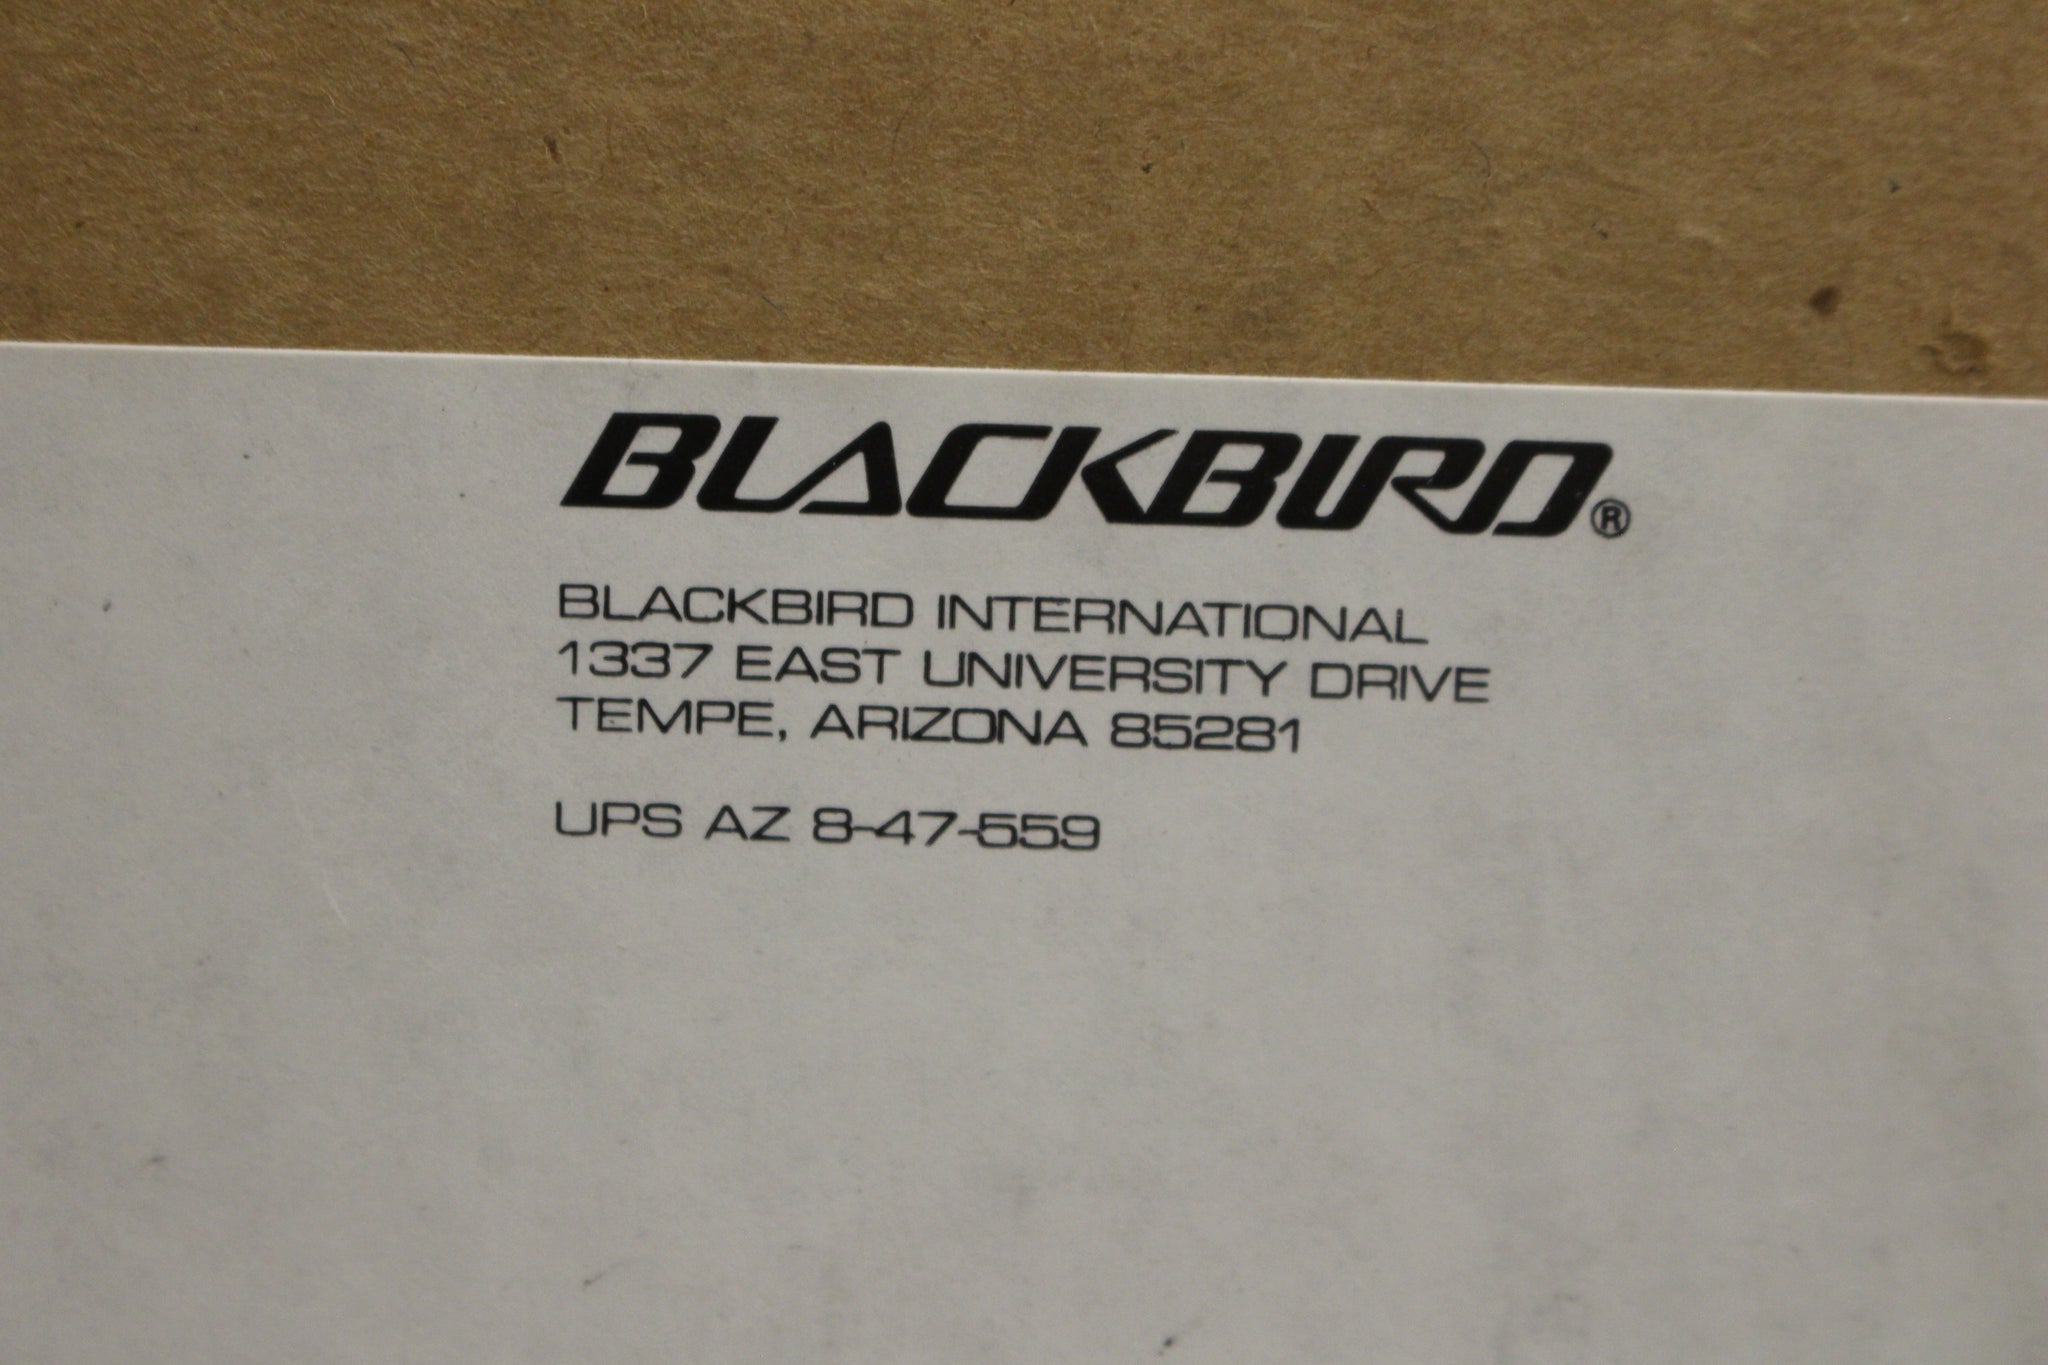 BLACKBIRD®
BLACKBIRD INTERNATIONAL
1337 EAST UNIVERSITY DRIVE
TEMPE, ARIZONA 85281
UPS AZ 8-47-559